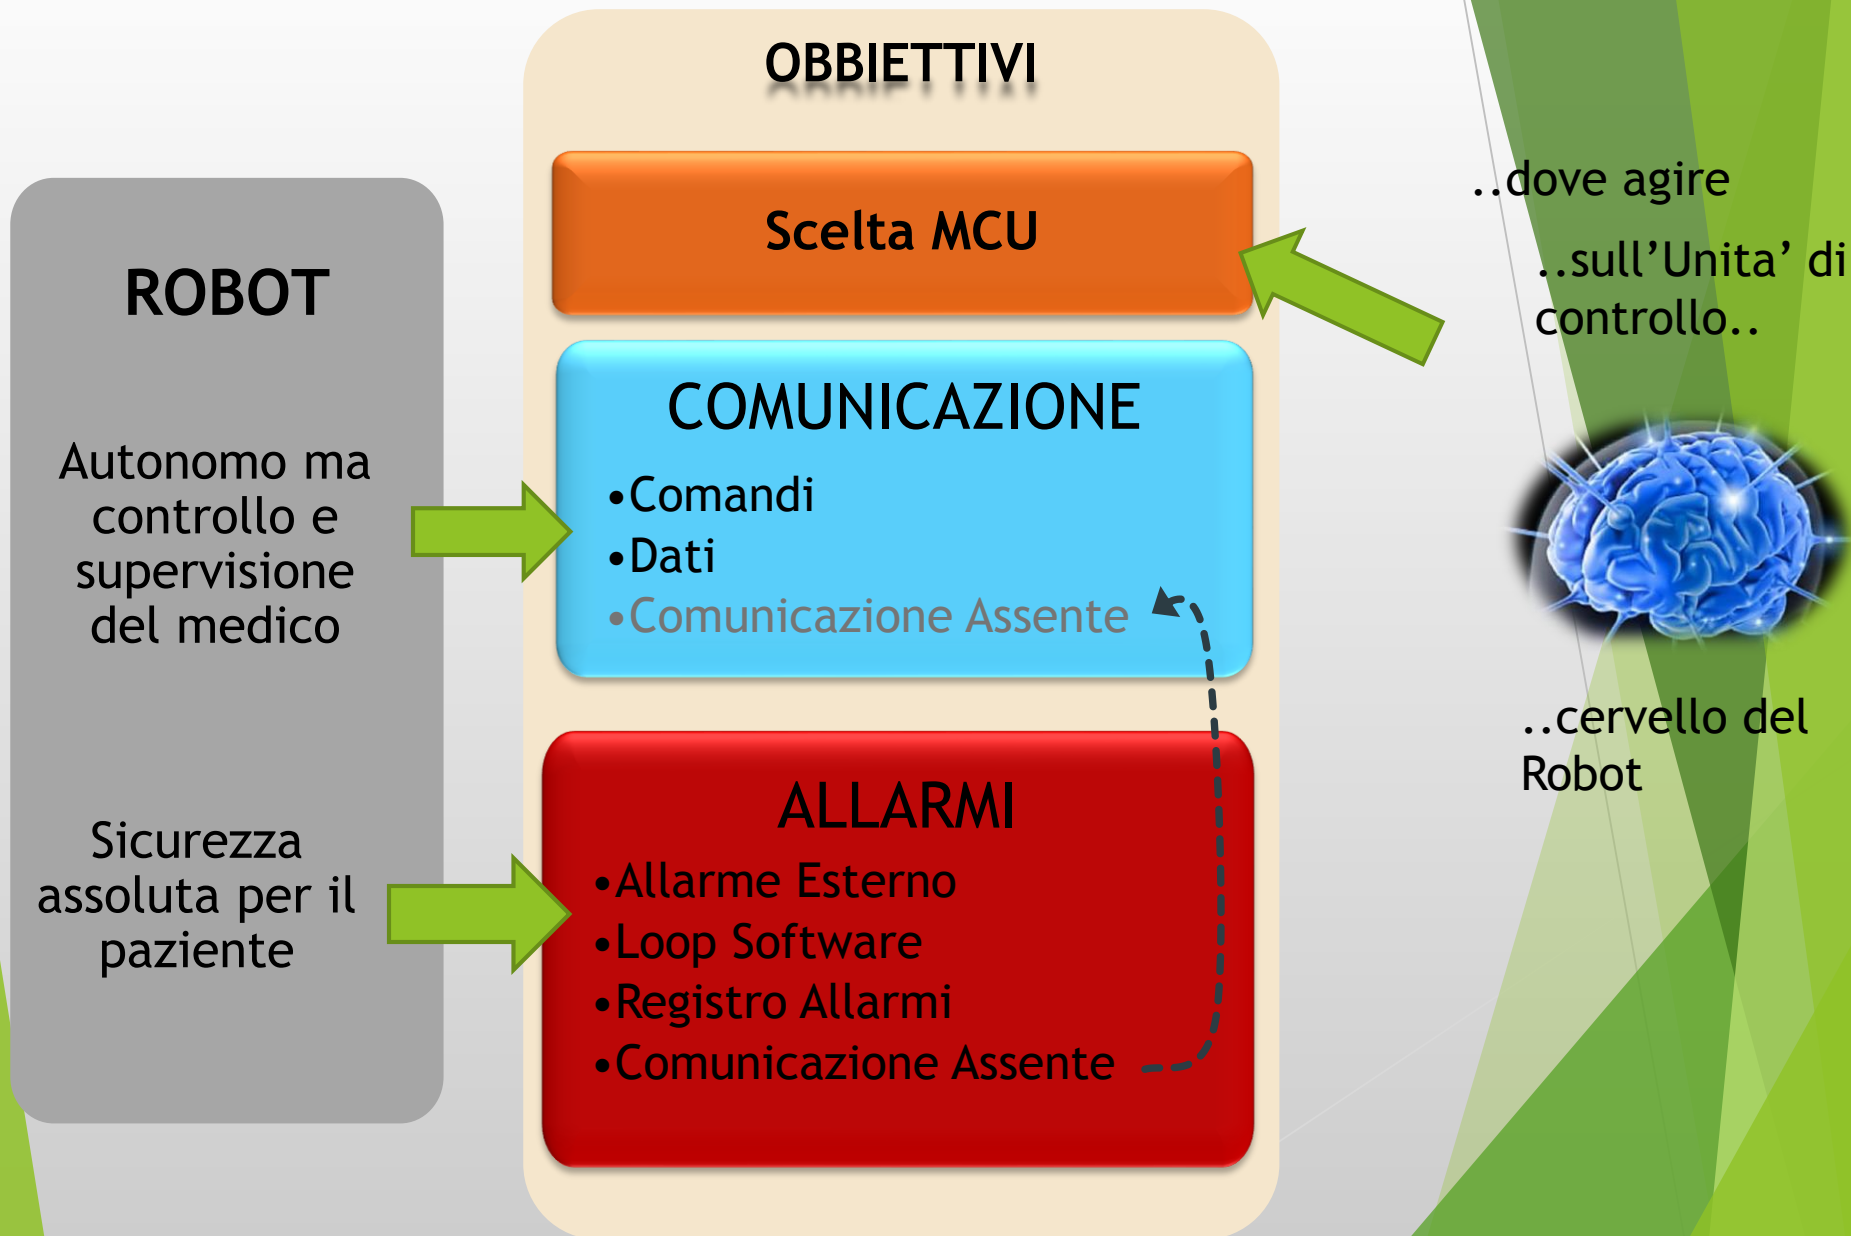 OBBIETTIVI
ROBOT
Autonomo ma
controllo e
supervisione
del medico
Sicurezza
assoluta per il
paziente
Scelta MCU
COMUNICAZIONE
•Comandi
•Dati
•Comunicazione Assente
ALLARMI
•Allarme Esterno
•Loop Software
•Registro Allarmi
•Comunicazione Assente
..dove agire
..sull’Unita’ di
controllo..
..cervello del
Robot